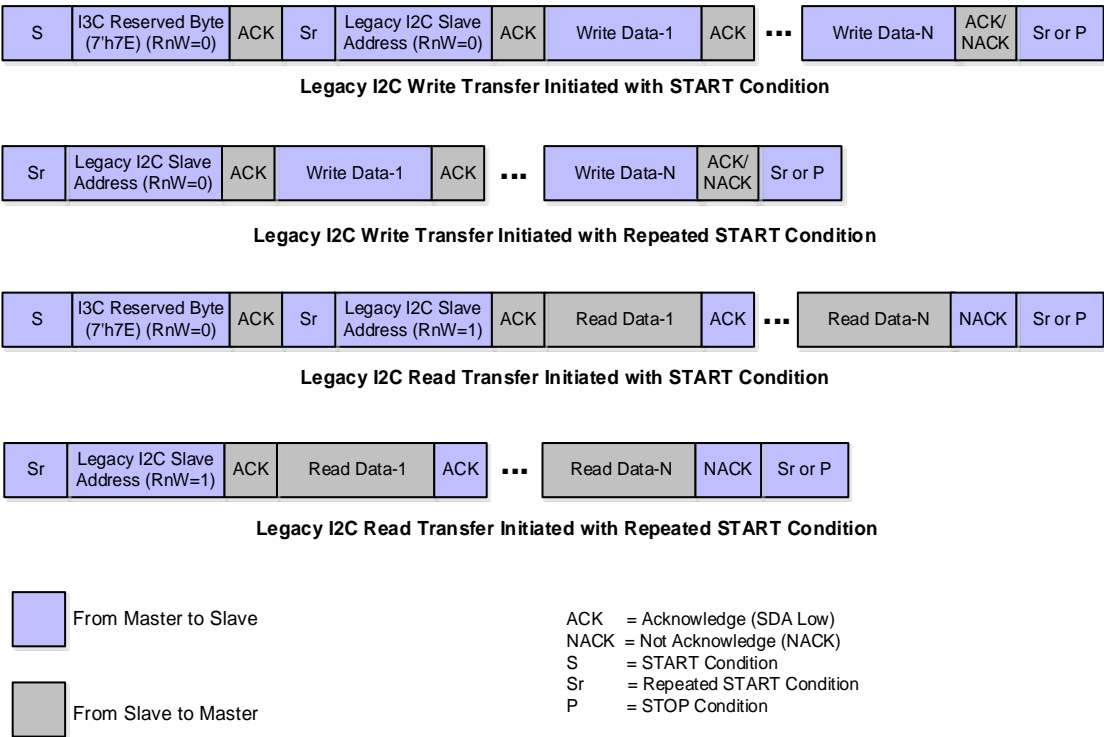 S I3C Reserved Byte (7'h7E) (RnW=0) ACK Sr Legacy I2C Slave Address (RnW=0) ACK Write Data-1 ACK ... Write Data-N ACK/ NACK Sr or P
Legacy I2C Write Transfer Initiated with START Condition
Sr Legacy I2C Slave Address (RnW=0) ACK Write Data-1 ACK ... Write Data-N ACK/ NACK Sr or P
Legacy I2C Write Transfer Initiated with Repeated START Condition
S I3C Reserved Byte (7'h7E) (RnW=0) ACK Sr Legacy I2C Slave Address (RnW=1) ACK Read Data-1 ACK ... Read Data-N NACK Sr or P
Legacy I2C Read Transfer Initiated with START Condition
Sr Legacy I2C Slave Address (RnW=1) ACK Read Data-1 ACK ... Read Data-N NACK Sr or P
Legacy I2C Read Transfer Initiated with Repeated START Condition
From Master to Slave
From Slave to Master
ACK = Acknowledge (SDA Low)
NACK = Not Acknowledge (NACK)
S = START Condition
Sr = Repeated START Condition
P = STOP Condition